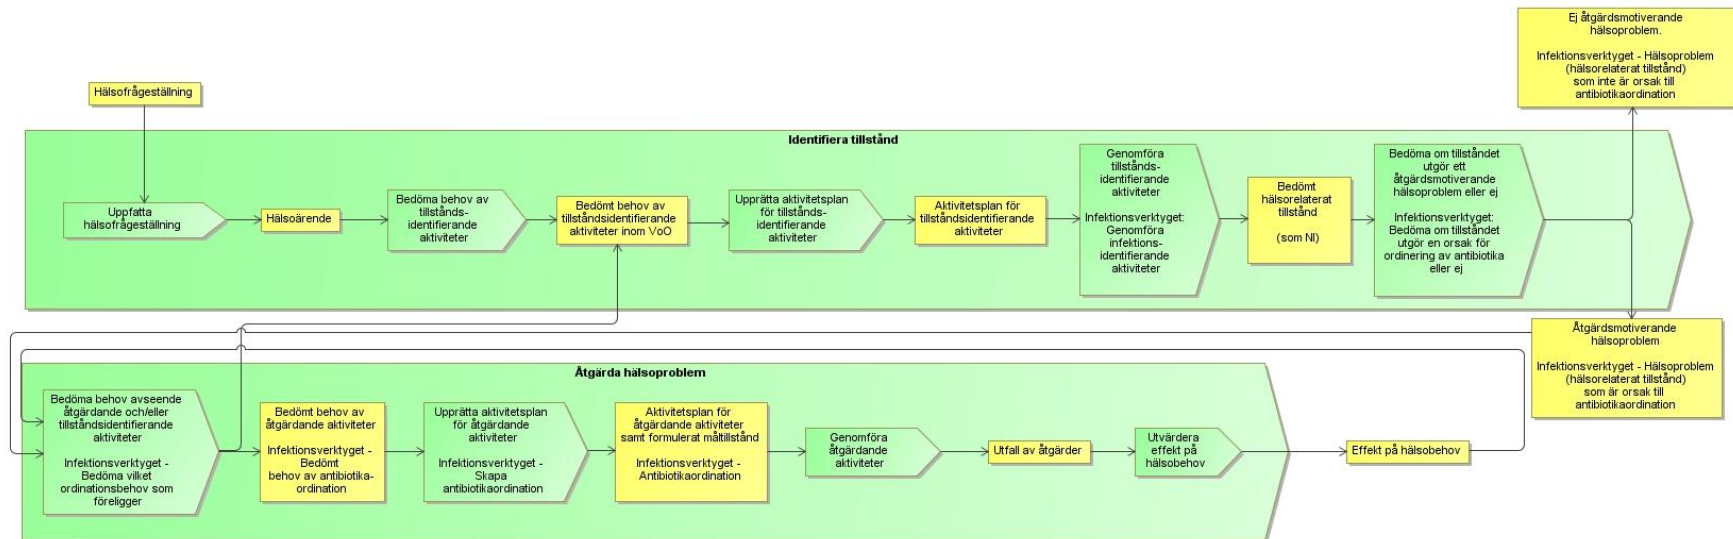 Hälsofrågeställning
Ej åtgärdsmotiverande
hälsoproblem.
Infektionsverktyget - Hälsoproblem
(hälsorelaterat tillstånd)
som inte är orsak till
antibiotikaordination
Identifiera tillstånd
Uppfatta
hälsofrågeställning
Hälsoärende
Bedöma behov av
tillstånds-
identifierande
aktiviteter
Bedömt behov av
tillståndsidentifierande
aktiviteter inom VoO
Upprätta aktivitetsplan
för tillstånds-
identifierande
aktiviteter
Aktivitetsplan för
tillståndsidentifierande
aktiviteter
Genomföra
tillstånds-
identifierande
aktiviteter
Infektionsverktyget:
Genomföra
infektions-
identifierande
aktiviteter
Bedömt
hälsorelaterat
tillstånd
(som NI)
Bedöma om tillståndet
utgör ett
åtgärdsmotiverande
hälsoproblem eller ej
Infektionsverktyget:
Bedöma om tillståndet
utgör en orsak för
ordinering av antibiotika
eller ej
Åtgärdsmotiverande
hälsoproblem
Infektionsverktyget - Hälsoproblem
(hälsorelaterat tillstånd)
som är orsak till
antibiotikaordination
Åtgärda hälsoproblem
Bedöma behov avseende
åtgärdande och/eller
tillståndsidentifierande
aktiviteter
Infektionsverktyget -
Bedöma vilket
ordinationsbehov som
föreligger
Bedömt behov av
åtgärdande aktiviteter
Infektionsverktyget -
Bedömt
behov av antibiotika-
ordination
Upprätta aktivitetsplan
för åtgärdande
aktiviteter
Infektionsverktyget -
Skapa
antibiotikaordination
Aktivitetsplan för
åtgärdande aktiviteter
samt formulerat måltillstånd
Infektionsverktyget -
Antibiotikaordination
Genomföra
åtgärdande
aktiviteter
Utfall av åtgärder
Utvärdera
effekt på
hälsobehov
Effekt på hälsobehov